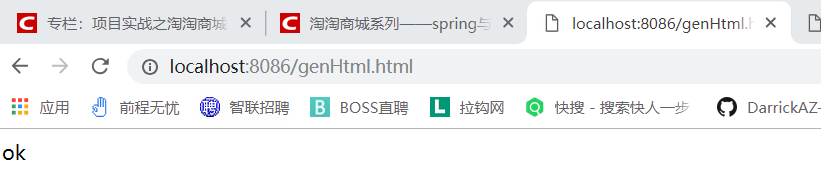 专栏：项目实战之淘淘商城
淘淘商城系列——spring与
localhost:8086/genHtml.h
localhost:8086/genHtml.html
应用 前程无忧 智联招聘 BOSS直聘 拉钩网 快搜 - 搜索快人一步 DarrickAZ-
ok